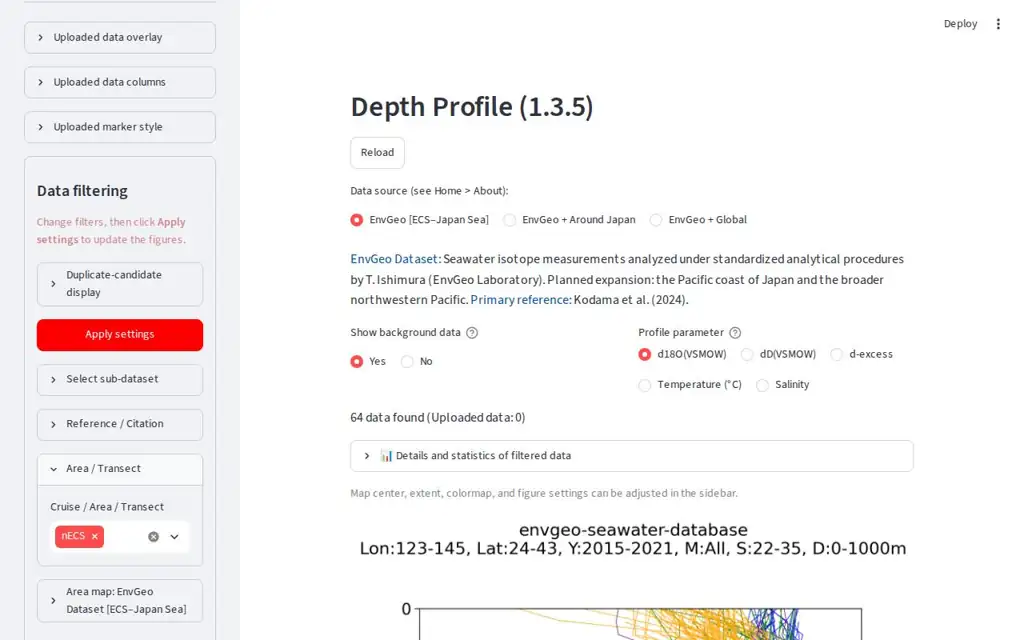 Uploaded data overlay
Uploaded data columns
Uploaded marker style
Data filtering
Change filters, then click Apply
settings to update the figures.
Duplicate-candidate
display
Apply settings
Select sub-dataset
Reference / Citation
Area / Transect
Cruise / Area / Transect
nECS ×
Area map: EnvGeo
Dataset [ECS–Japan Sea]
Deploy
Depth Profile (1.3.5)
Reload
Data source (see Home > About):
EnvGeo [ECS–Japan Sea] EnvGeo + Around Japan EnvGeo + Global
EnvGeo Dataset: Seawater isotope measurements analyzed under standardized analytical procedures
by T. Ishimura (EnvGeo Laboratory). Planned expansion: the Pacific coast of Japan and the broader
northwestern Pacific. Primary reference: Kodama et al. (2024).
Show background data
Yes No
Profile parameter
d18O(VSMOW) dD(VSMOW) d-excess
Temperature (°C) Salinity
64 data found (Uploaded data: 0)
📊 Details and statistics of filtered data
Map center, extent, colormap, and figure settings can be adjusted in the sidebar.
envgeo-seawater-database
Lon:123-145, Lat:24-43, Y:2015-2021, M:All, S:22-35, D:0-1000m
0